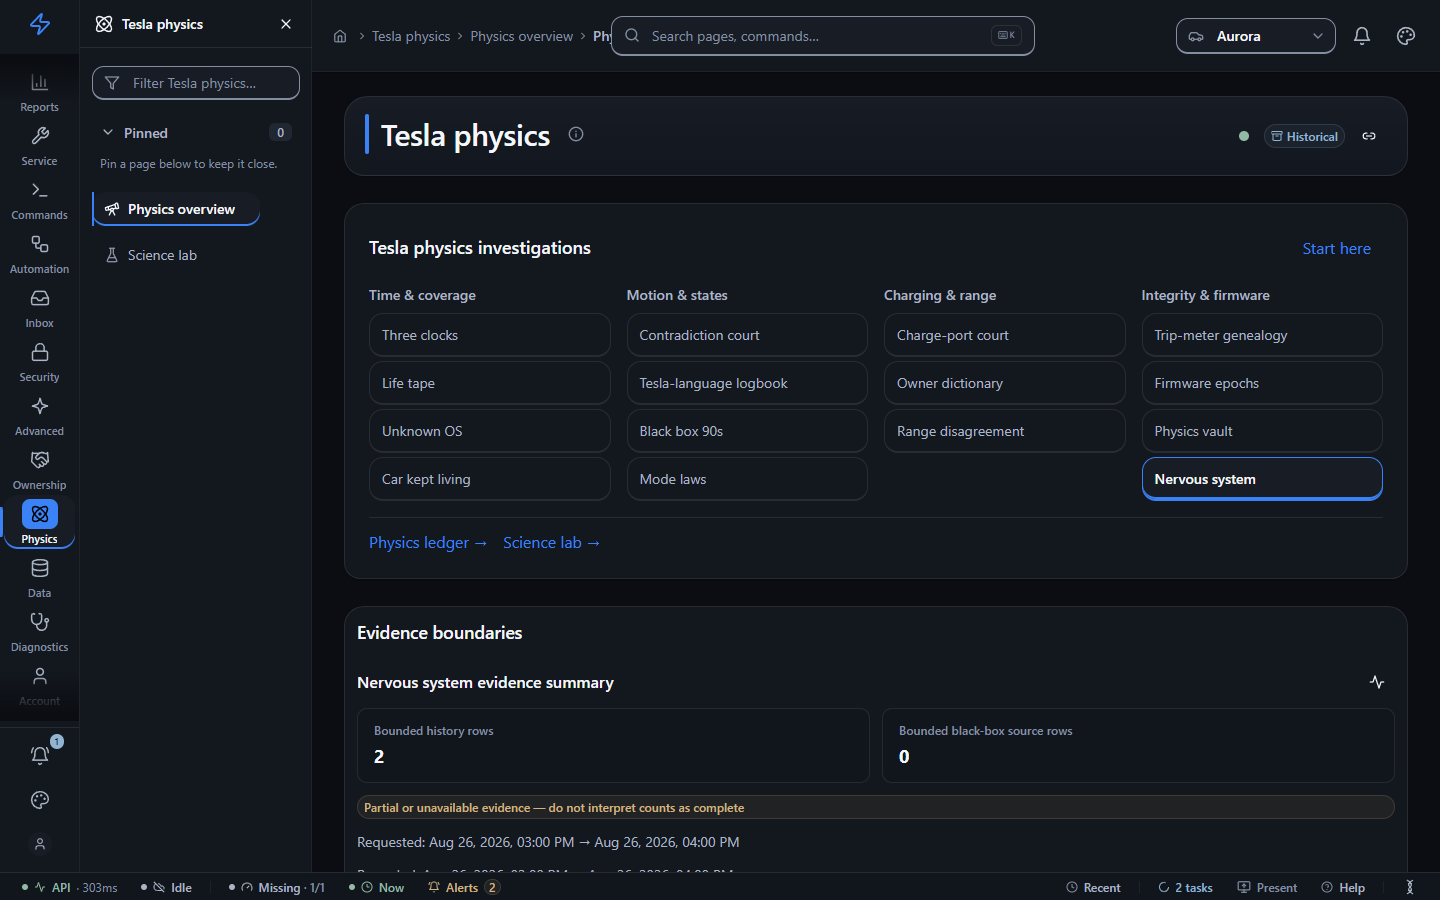 Tesla physics
Tesla physics
Physics overview
Search pages, commands...
K
Aurora
Reports
Service
Commands
Automation
Inbox
Security
Advanced
Ownership
Physics
Data
Diagnostics
Account
1
Filter Tesla physics...
Pinned
0
Pin a page below to keep it close.
Physics overview
Science lab
Tesla physics
Historical
Tesla physics investigations
Start here
Time & coverage
Three clocks
Life tape
Unknown OS
Car kept living
Motion & states
Contradiction court
Tesla-language logbook
Black box 90s
Mode laws
Charging & range
Charge-port court
Owner dictionary
Range disagreement
Integrity & firmware
Trip-meter genealogy
Firmware epochs
Physics vault
Nervous system
Physics ledger →
Science lab →
Evidence boundaries
Nervous system evidence summary
Bounded history rows
2
Bounded black-box source rows
0
Partial or unavailable evidence — do not interpret counts as complete
Requested: Aug 26, 2026, 03:00 PM → Aug 26, 2026, 04:00 PM
API · 303ms
Idle
Missing · 1/1
Now
Alerts 2
Recent
2 tasks
Present
Help